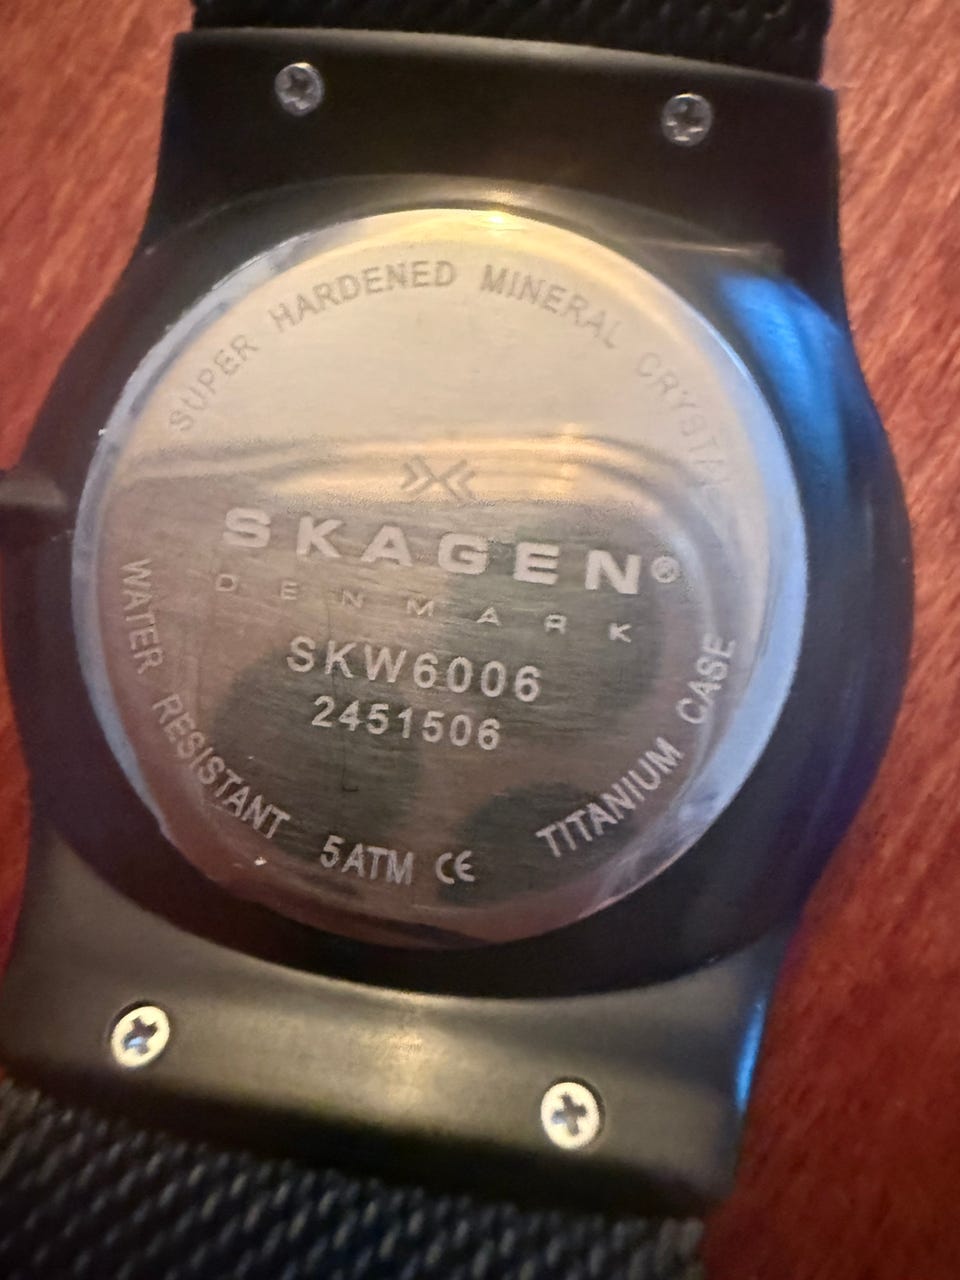 SUPER HARDENED MINERAL CRYSTAL
SKAGEN®
DENMARK
SKW6006
2451506
WATER RESISTANT 5ATM CE TITANIUM CASE